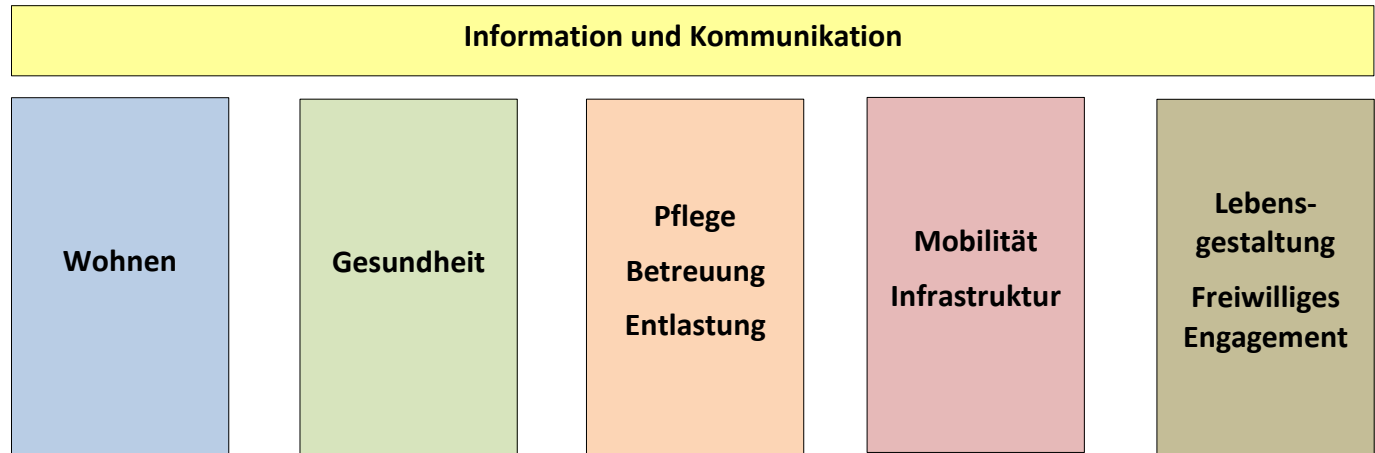 Information und Kommunikation
Wohnen
Gesundheit
Pflege
Betreuung
Entlastung
Mobilität
Infrastruktur
Lebens-
gestaltung
Freiwilliges
Engagement